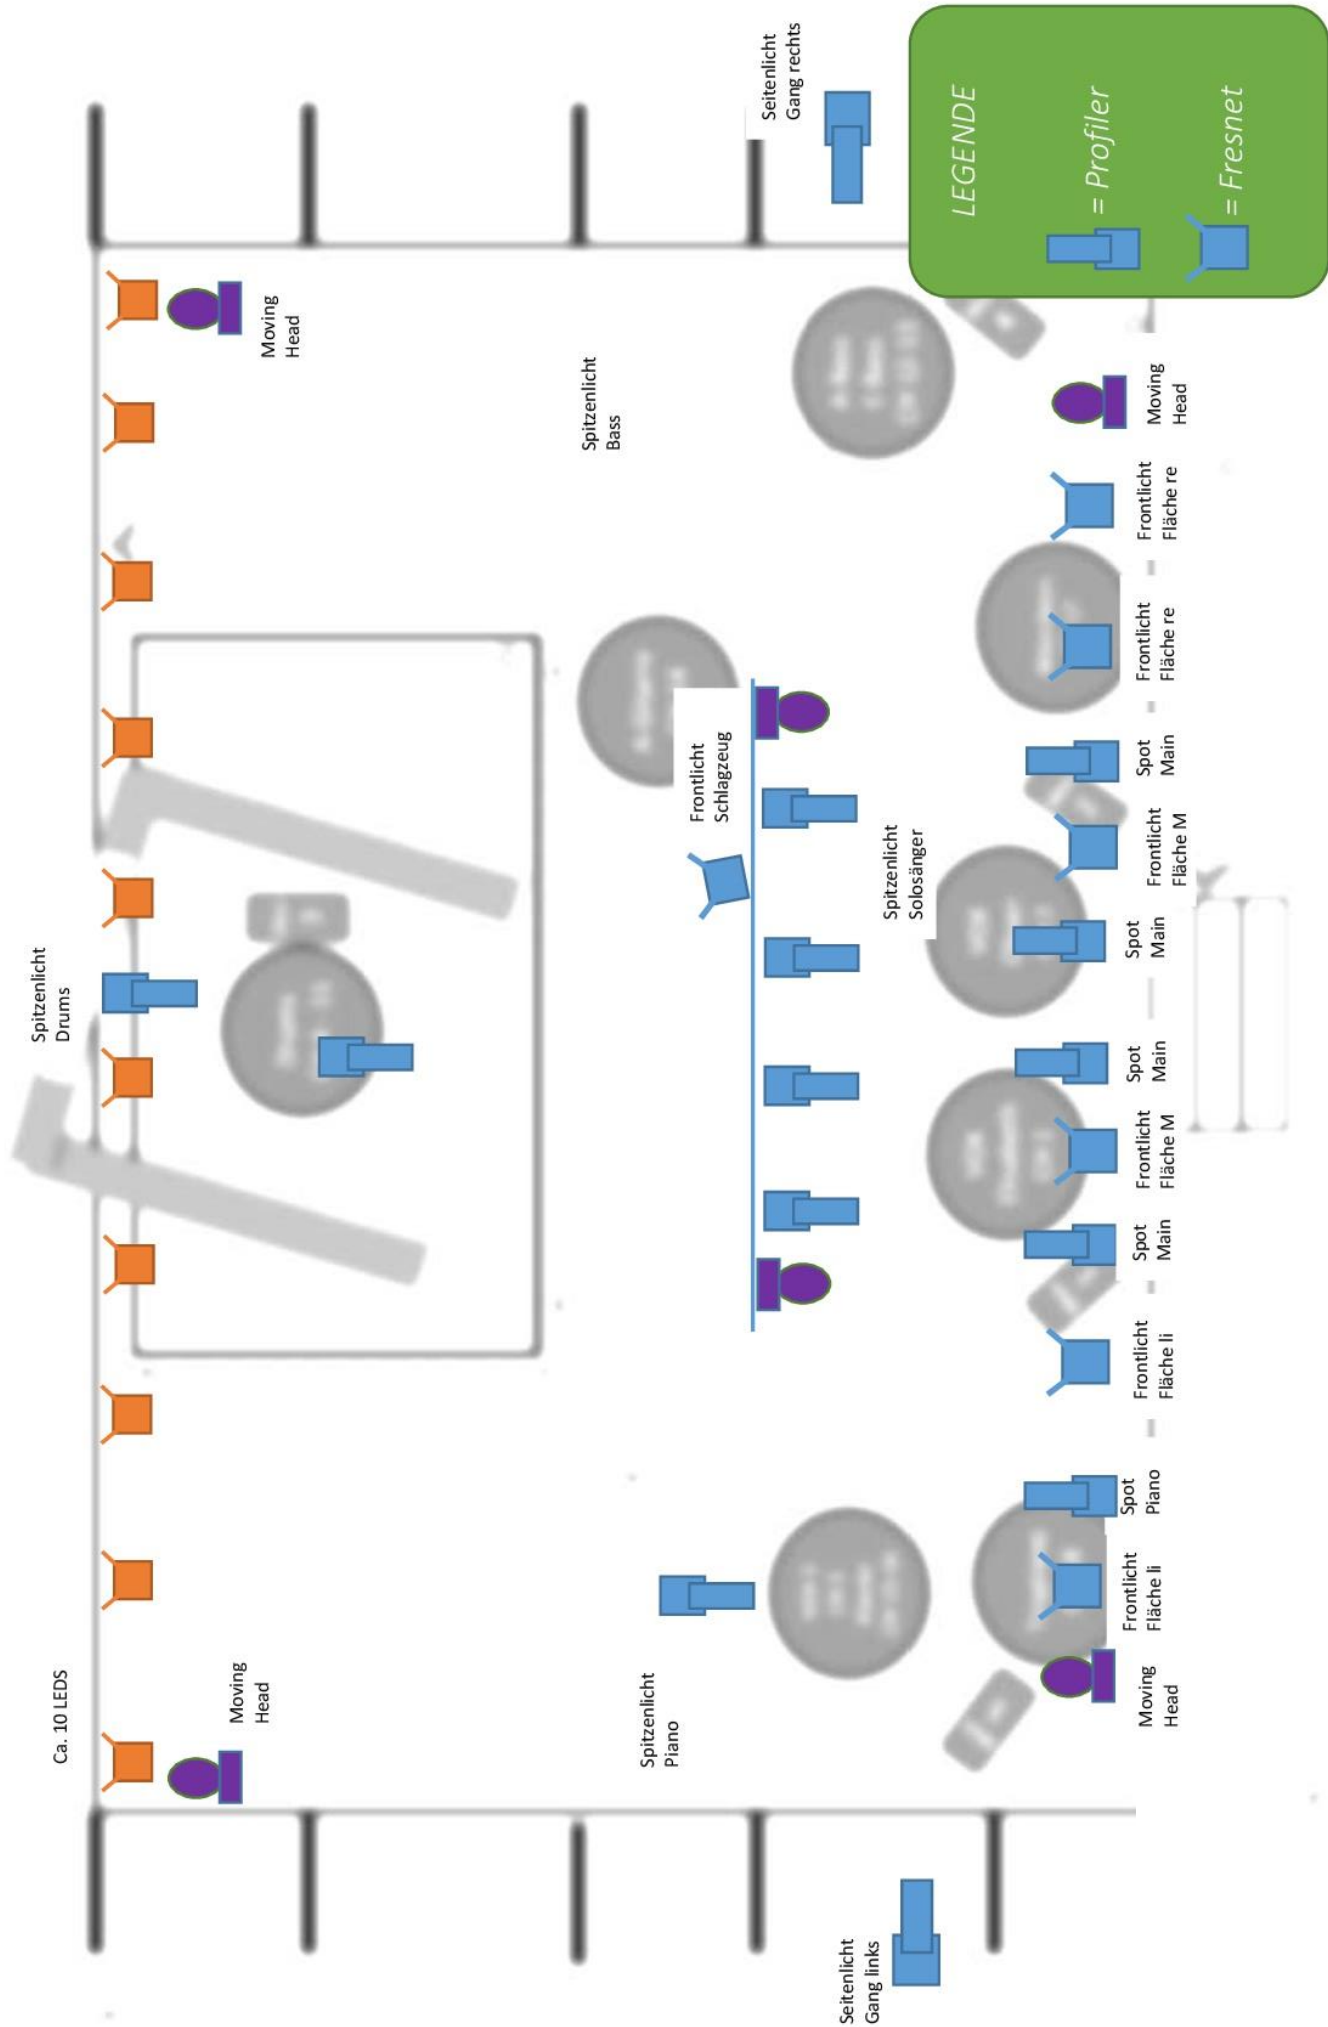 Ca. 10 LEDS
Spitzenlicht
Drums
Moving
Head
Moving
Head
Spitzenlicht
Piano
Spitzenlicht
Bass
Frontlicht
Schlagzeug
Seitenlicht
Gang links
Spitzenlicht
Solosänger
Seitenlicht
Gang rechts
Moving
Head
Frontlicht
Fläche li
Spot
Piano
Frontlicht
Fläche li
Spot
Main
Frontlicht
Fläche M
Spot
Main
Spot
Main
Frontlicht
Fläche M
Spot
Main
Frontlicht
Fläche re
Frontlicht
Fläche re
Moving
Head
LEGENDE
= Profiler
= Fresnet